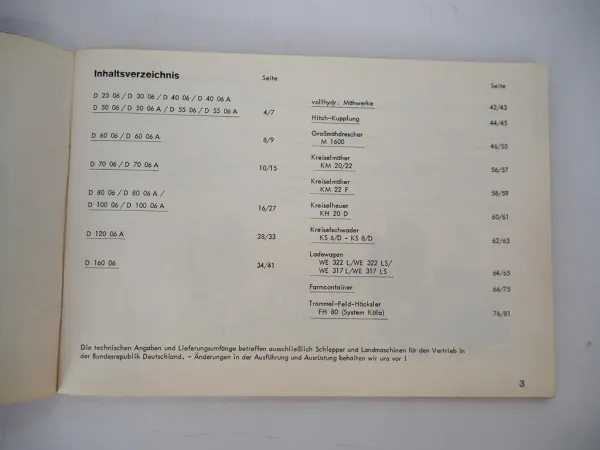 Inhaltsverzeichnis
Seite
D 25 06 / D 30 06 / D 40 06 / D 40 06 A
D 50 06 / D 50 06 A / D 55 06 / D 55 06 A 4/7
D 60 06 / D 60 06 A 8/9
D 70 06 / D 70 06 A 10/15
D 80 06 / D 80 06 A /
D 100 06 / D 100 06 A 16/27
D 120 06 A 28/33
D 160 06 34/41
Seite
vollhydr. Mähwerke 42/43
Hitch-Kupplung 44/45
Großmähdrescher
M 1600 46/55
Kreiselmäher
KM 20/22 56/57
Kreiselmäher
KM 22 F 58/59
Kreiselheuer
KH 20 D 60/61
Kreiselschwader
KS 6/D - KS 8/D 62/63
Ladewagen
WE 322 L/WE 322 LS/
WE 317 L/WE 317 LS 64/65
Farmcontainer 66/75
Trommel-Feld-Häcksler
FH 80 (System Köla) 76/81
Die technischen Angaben und Lieferungsumfänge betreffen ausschließlich Schlepper und Landmaschinen für den Vertrieb in
der Bundesrepublik Deutschland. - Änderungen in der Ausführung und Ausrüstung behalten wir uns vor !
3